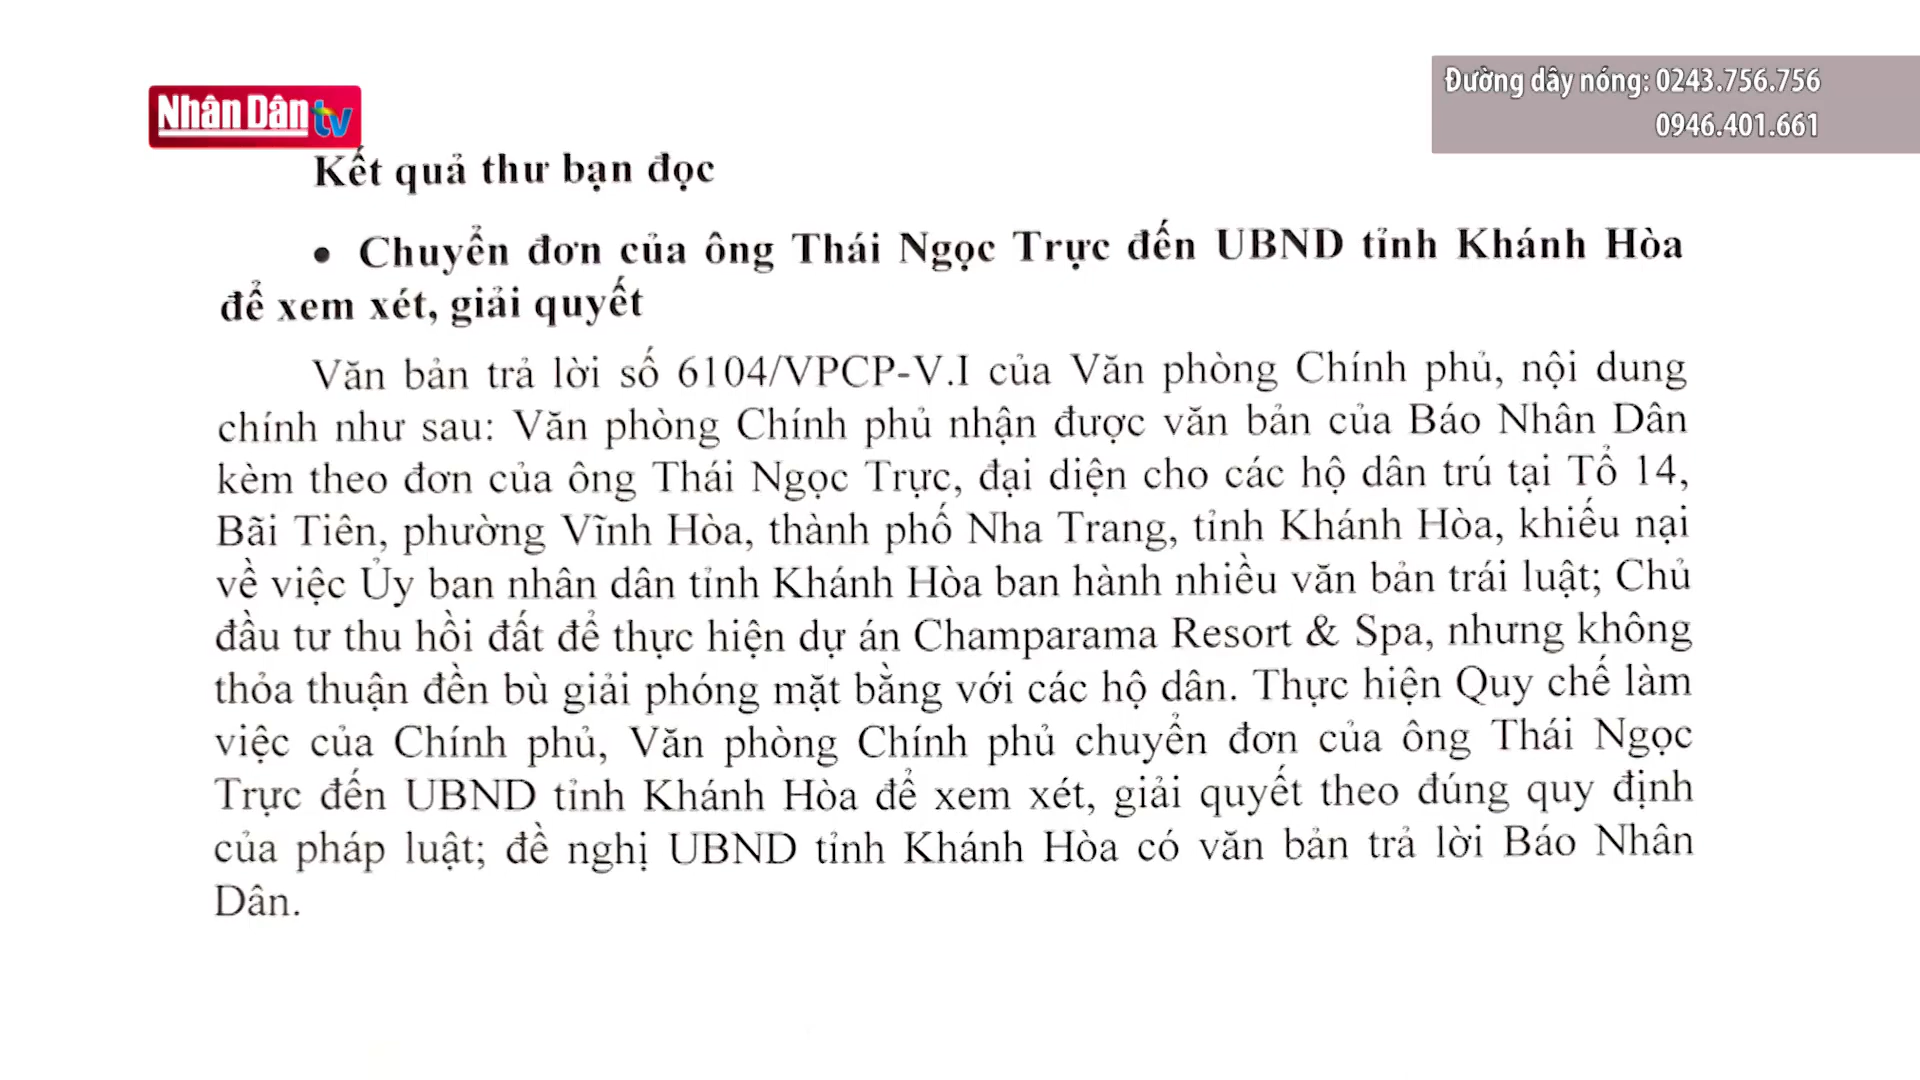 Nhân Dân tv
Đường dây nóng: 0243.756.756
0946.401.661
Kết quả thư bạn đọc
• Chuyển đơn của ông Thái Ngọc Trực đến UBND tỉnh Khánh Hòa
để xem xét, giải quyết
Văn bản trả lời số 6104/VPCP-V.I của Văn phòng Chính phủ, nội dung
chính như sau: Văn phòng Chính phủ nhận được văn bản của Báo Nhân Dân
kèm theo đơn của ông Thái Ngọc Trực, đại diện cho các hộ dân trú tại Tổ 14,
Bãi Tiên, phường Vĩnh Hòa, thành phố Nha Trang, tỉnh Khánh Hòa, khiếu nại
về việc Ủy ban nhân dân tỉnh Khánh Hòa ban hành nhiều văn bản trái luật; Chủ
đầu tư thu hồi đất để thực hiện dự án Champarama Resort & Spa, nhưng không
thỏa thuận đền bù giải phóng mặt bằng với các hộ dân. Thực hiện Quy chế làm
việc của Chính phủ, Văn phòng Chính phủ chuyển đơn của ông Thái Ngọc
Trực đến UBND tỉnh Khánh Hòa để xem xét, giải quyết theo đúng quy định
của pháp luật; đề nghị UBND tỉnh Khánh Hòa có văn bản trả lời Báo Nhân
Dân.